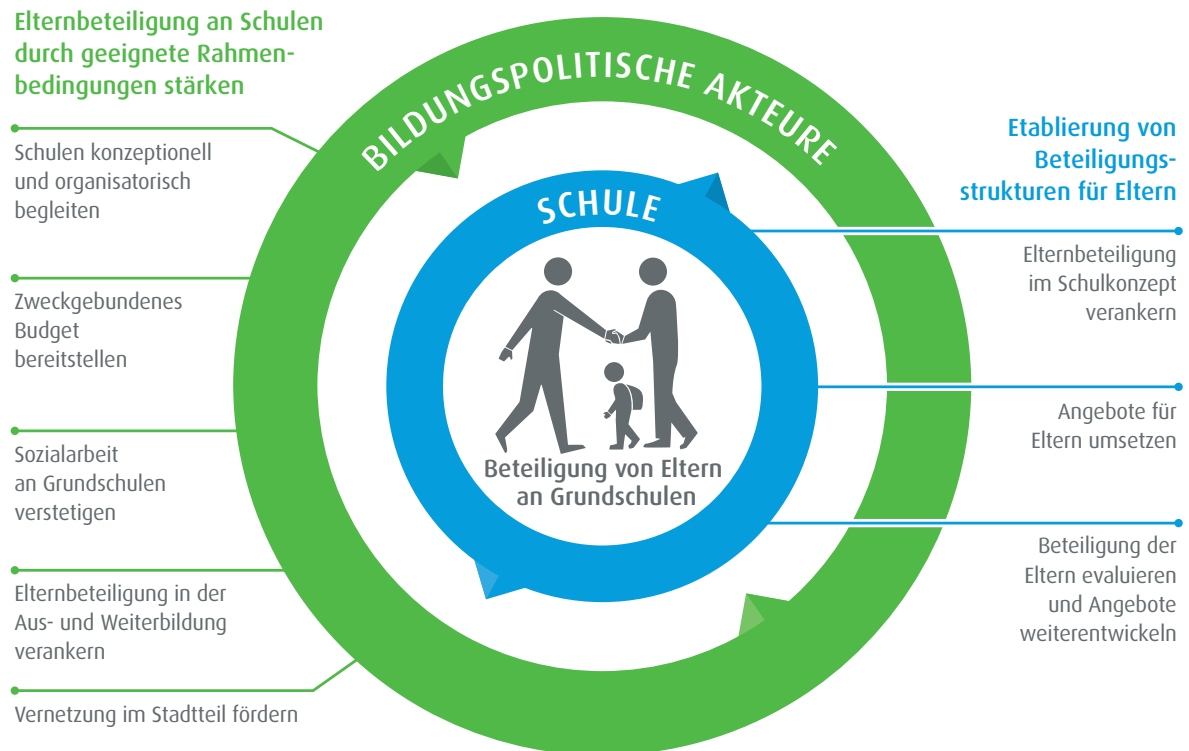 Elternbeteiligung an Schulen
durch geeignete Rahmen-
bedingungen stärken
Schulen konzeptionell
und organisatorisch
begleiten
Zweckgebundenes
Budget
bereitstellen
Sozialarbeit
an Grundschulen
verstetigen
Elternbeteiligung in der
Aus- und Weiterbildung
verankern
Vernetzung im Stadtteil fördern
BILDUNGSPOLITISCHE AKTEURE
SCHULE
Beteiligung von Eltern
an Grundschulen
Etablierung von
Beteiligungs-
strukturen für Eltern
Elternbeteiligung
im Schulkonzept
verankern
Angebote für
Eltern umsetzen
Beteiligung der
Eltern evaluieren
und Angebote
weiterentwickeln